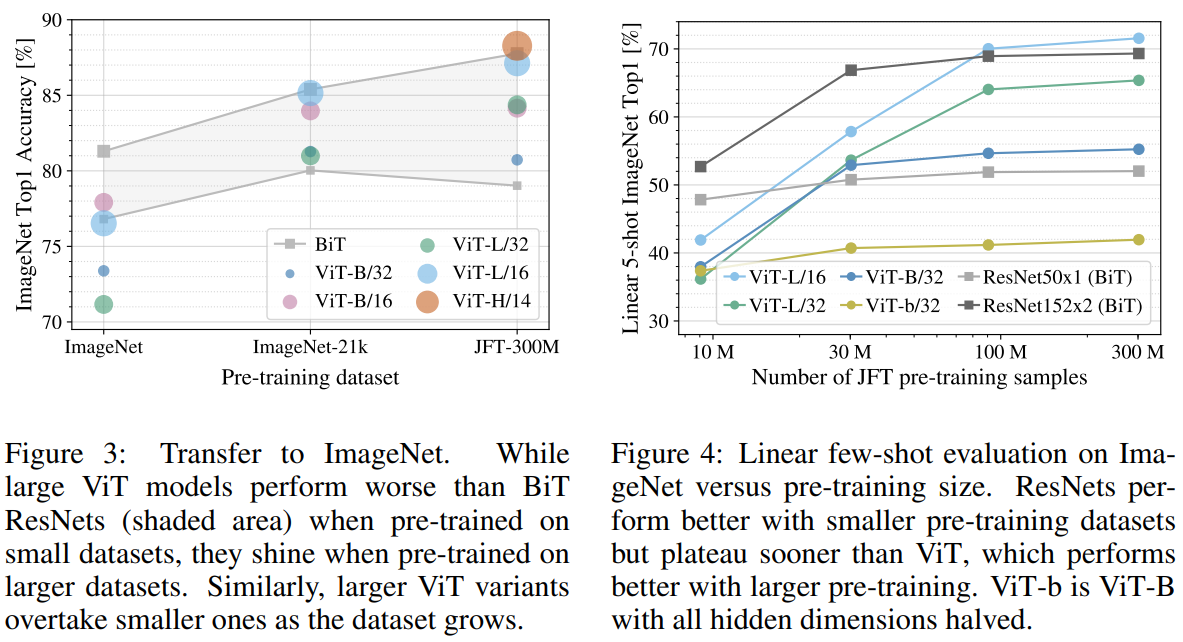 90
85
80
75
70
ImageNet Top1 Accuracy [%]
BiT
ViT-B/32
ViT-B/16
ViT-L/32
ViT-L/16
ViT-H/14
ImageNet
ImageNet-21k
JFT-300M
Pre-training dataset
70
60
50
40
30
Linear 5-shot ImageNet Top1 [%]
ViT-L/16
ViT-L/32
ViT-B/32
ViT-b/32
ResNet50x1 (BiT)
ResNet152x2 (BiT)
10 M
30 M
100 M
300 M
Number of JFT pre-training samples
Figure 3: Transfer to ImageNet. While
large ViT models perform worse than BiT
ResNets (shaded area) when pre-trained on
small datasets, they shine when pre-trained on
larger datasets. Similarly, larger ViT variants
overtake smaller ones as the dataset grows.
Figure 4: Linear few-shot evaluation on Ima-
geNet versus pre-training size. ResNets per-
form better with smaller pre-training datasets
but plateau sooner than ViT, which performs
better with larger pre-training. ViT-b is ViT-B
with all hidden dimensions halved.